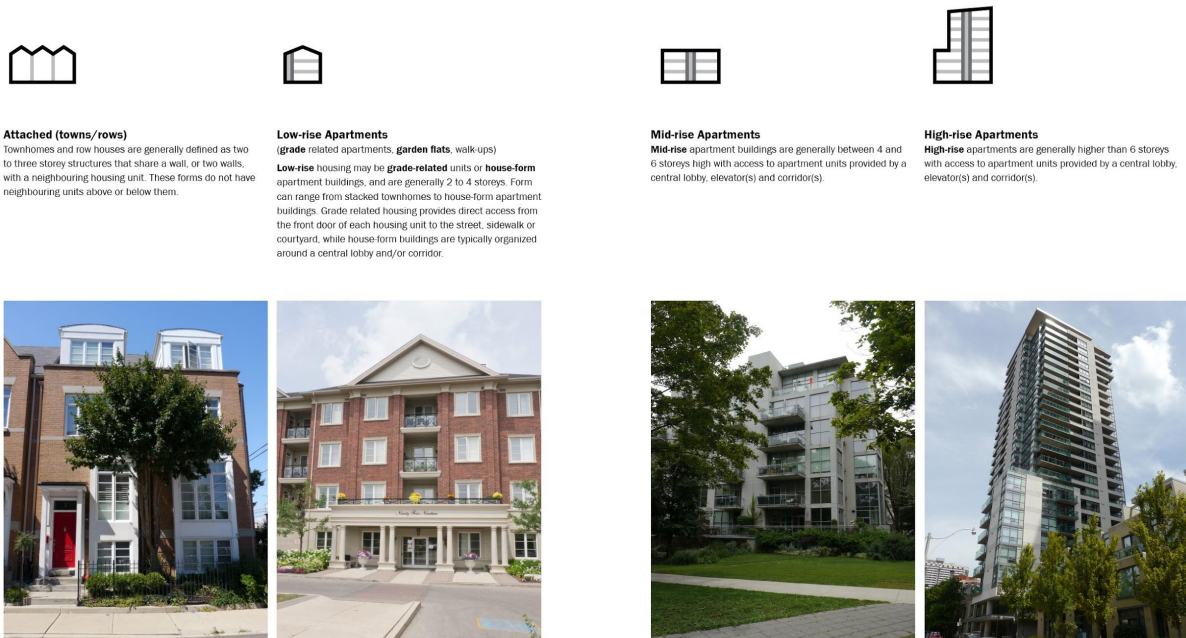 Attached (towns/rows)
Townhomes and row houses are generally defined as two
to three storey structures that share a wall, or two walls,
with a neighbouring housing unit. These forms do not have
neighbouring units above or below them.
Low-rise Apartments
(grade related apartments, garden flats, walk-ups)
Low-rise housing may be grade-related units or house-form
apartment buildings, and are generally 2 to 4 storeys. Form
can range from stacked townhomes to house-form apartment
buildings. Grade related housing provides direct access from
the front door of each housing unit to the street, sidewalk or
courtyard, while house-form buildings are typically organized
around a central lobby and/or corridor.
Mid-rise Apartments
Mid-rise apartment buildings are generally between 4 and
6 storeys high with access to apartment units provided by a
central lobby, elevator(s) and corridor(s).
High-rise Apartments
High-rise apartments are generally higher than 6 storeys
with access to apartment units provided by a central lobby,
elevator(s) and corridor(s).